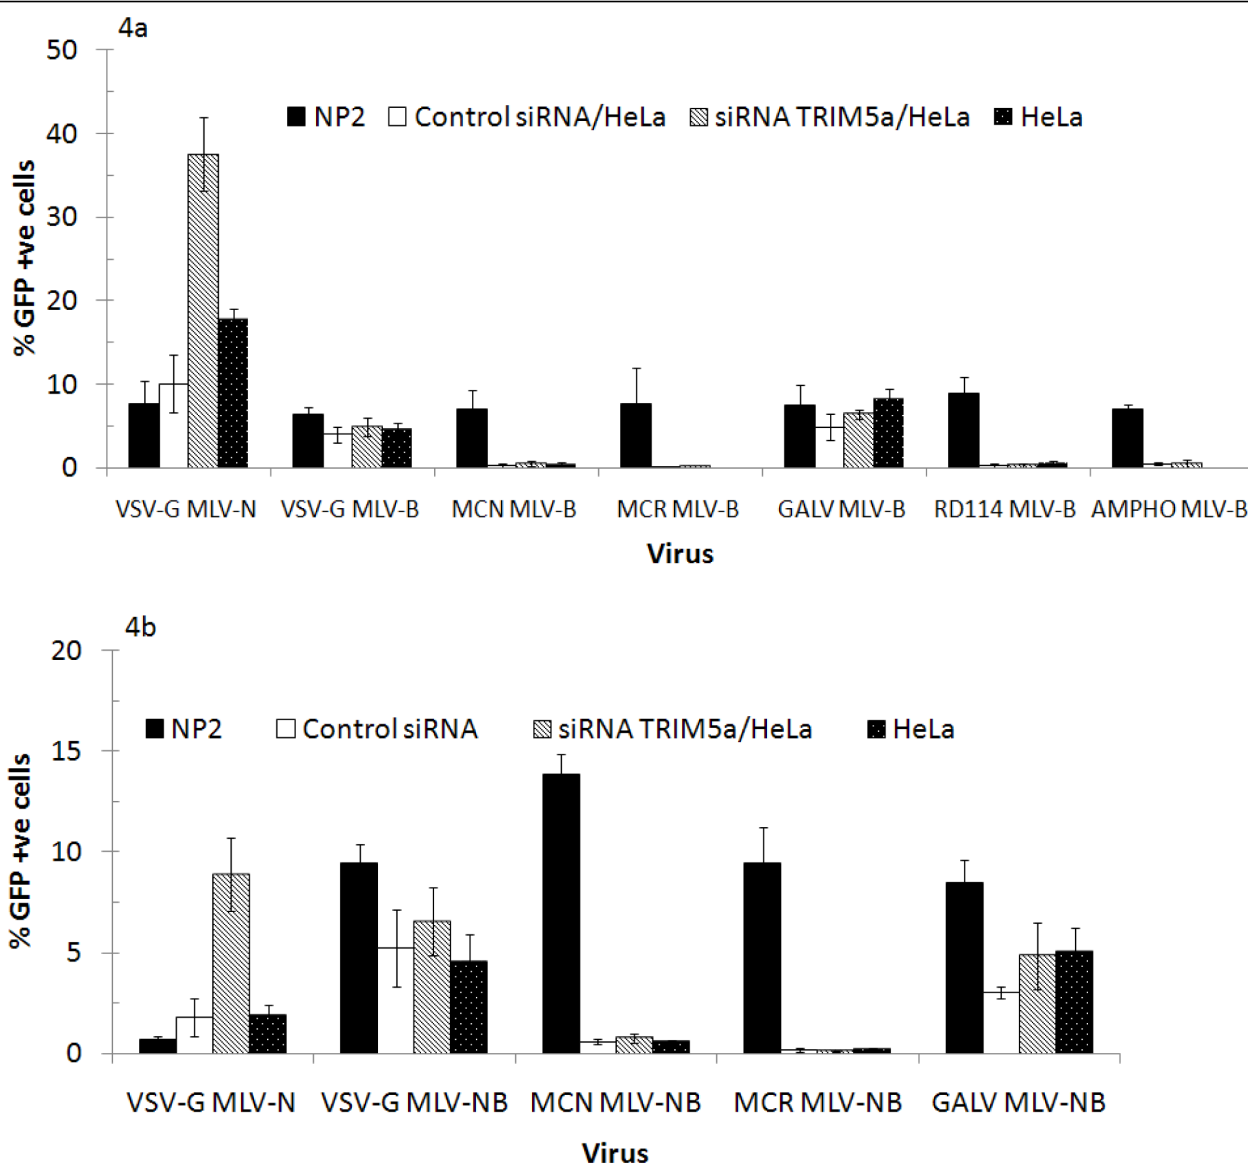 4a
50
40
30
20
10
0
% GFP +ve cells
NP2 Control siRNA/HeLa siRNA TRIM5a/HeLa HeLa
VSV-G MLV-N VSV-G MLV-B MCN MLV-B MCR MLV-B GALV MLV-B RD114 MLV-B AMPHO MLV-B
Virus
4b
20
15
10
5
0
% GFP +ve cells
NP2 Control siRNA siRNA TRIM5a/HeLa HeLa
VSV-G MLV-N VSV-G MLV-NB MCN MLV-NB MCR MLV-NB GALV MLV-NB
Virus